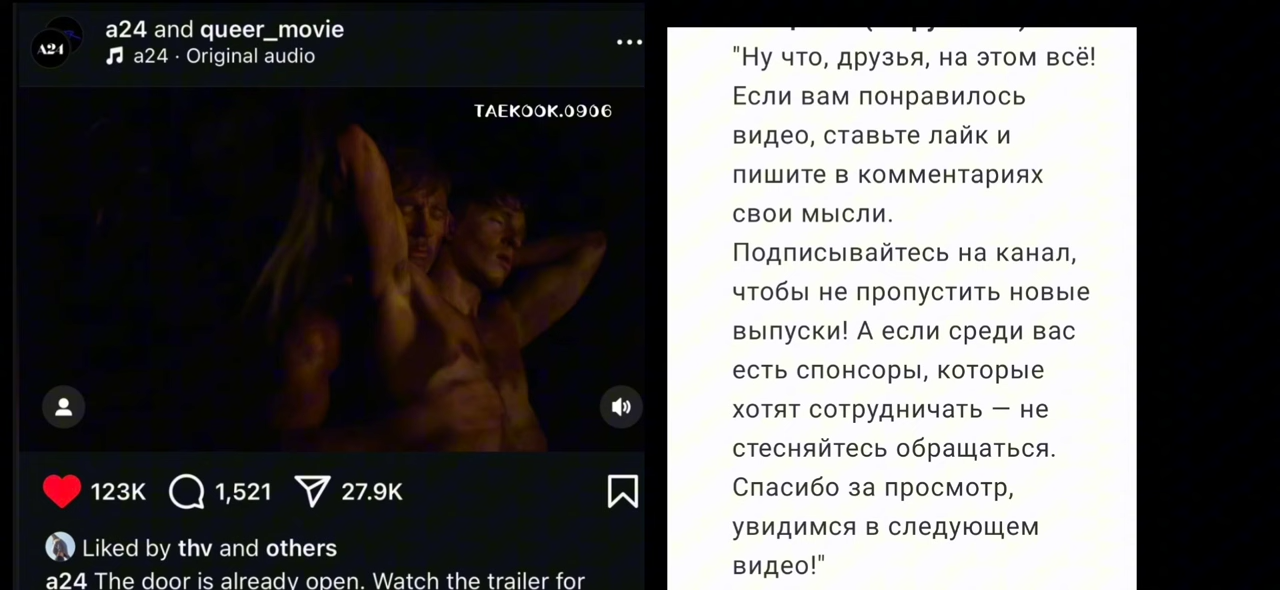 a24 and queer_movie
A24
a24 · Original audio
TAEKOOK.0906
123K 1,521 27.9K
Liked by thv and others
a24 The door is already open. Watch the trailer for
"Ну что, друзья, на этом всё!
Если вам понравилось
видео, ставьте лайк и
пишите в комментариях
свои мысли.
Подписывайтесь на канал,
чтобы не пропустить новые
выпуски! А если среди вас
есть спонсоры, которые
хотят сотрудничать — не
стесняйтесь обращаться.
Спасибо за просмотр,
увидимся в следующем
видео!"